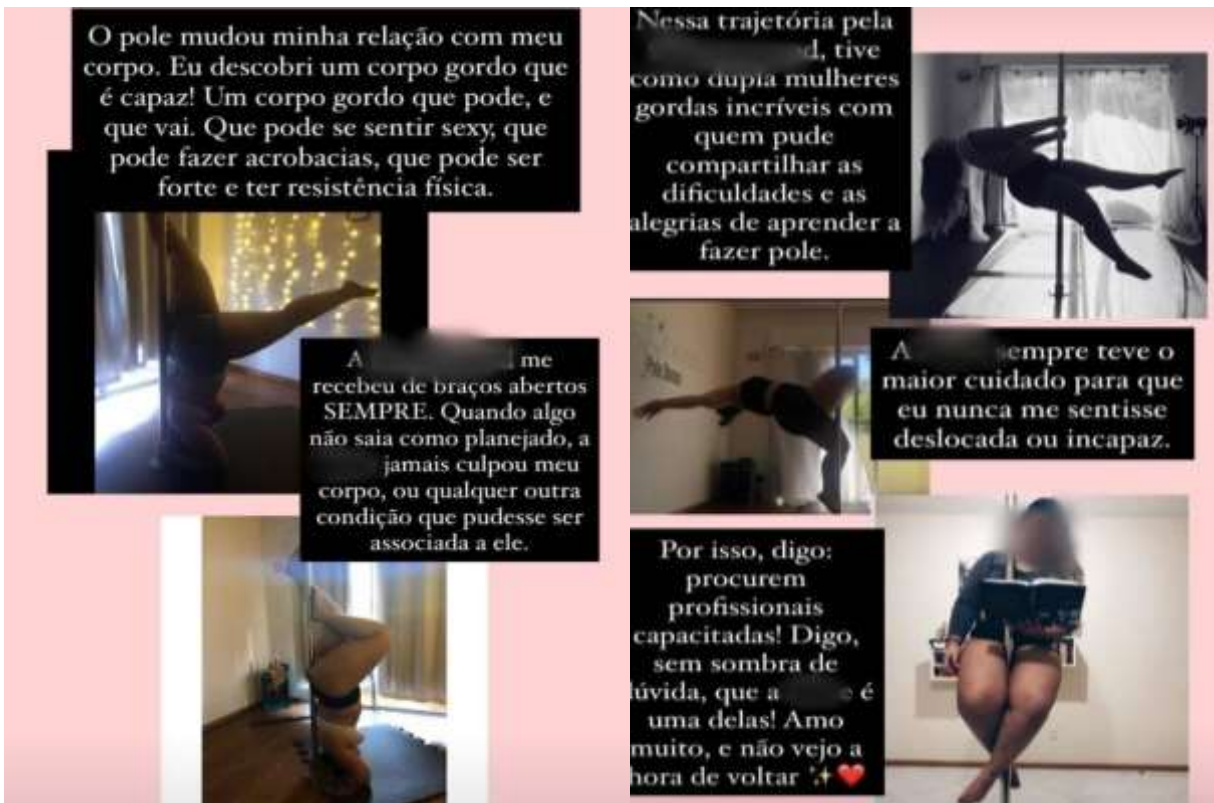 O pole mudou minha relação com meu
corpo. Eu descobri um corpo gordo que
é capaz! Um corpo gordo que pode, e
que vai. Que pode se sentir sexy, que
pode fazer acrobacias, que pode ser
forte e ter resistência física.
A me
recebeu de braços abertos
SEMPRE. Quando algo
não saia como planejado, a
jamais culpou meu
corpo, ou qualquer outra
condição que pudesse ser
associada a ele.
Nessa trajetória pela
d, tive
como dupla mulheres
gordas incríveis com
quem pude
compartilhar as
dificuldades e as
alegrias de aprender a
fazer pole.
A sempre teve o
maior cuidado para que
eu nunca me sentisse
deslocada ou incapaz.
Por isso, digo:
procurem
profissionais
capacitadas! Digo,
sem sombra de
dúvida, que a e é
uma delas! Amo
muito, e não vejo a
hora de voltar ✨❤️